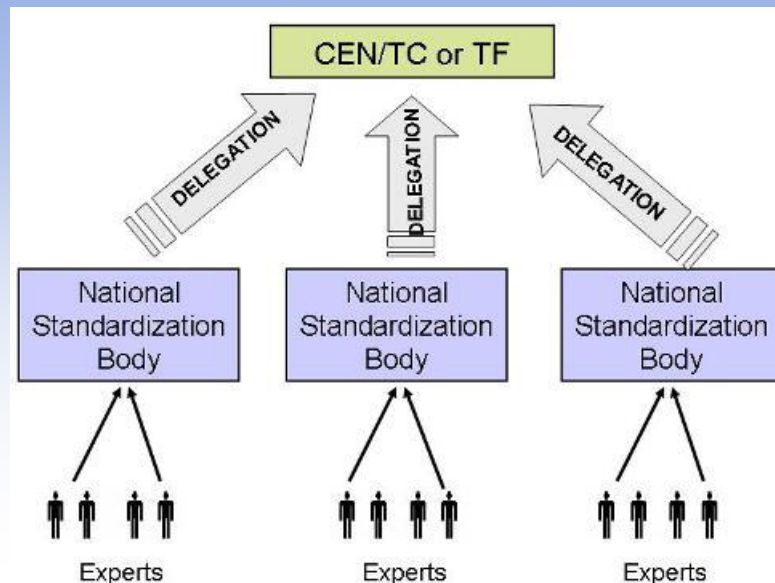 CEN/TC or TF
DELEGATION
DELEGATION
DELEGATION
National
Standardization
Body
National
Standardization
Body
National
Standardization
Body
Experts
Experts
Experts